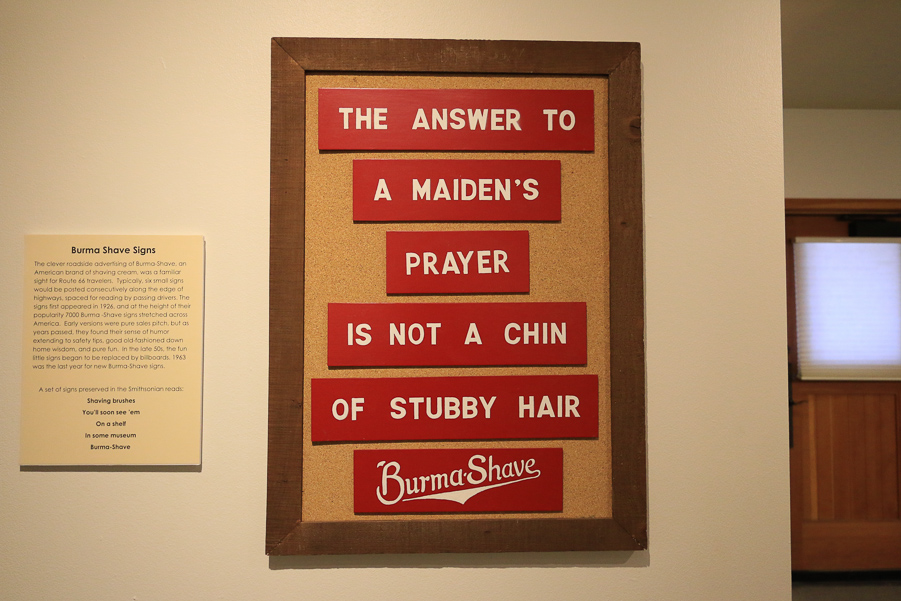 Burma Shave Signs
The clever roadside advertising of Burma-Shave, an
American brand of shaving cream, was a familiar
sight for Route 66 travelers. Typically, six small signs
would be posted consecutively along the edge of
highways, spaced for reading by passing drivers. The
signs first appeared in 1926, and at the height of their
popularity 7000 Burma -Shave signs stretched across
America. Early versions were pure sales pitch, but as
years passed, they found their sense of humor
extending to safety tips, good old-fashioned down
home wisdom, and pure fun. In the late 50s, the fun
little signs began to be replaced by billboards; 1963
was the last year for new Burma-Shave signs.
A set of signs preserved in the Smithsonian reads:
Shaving brushes
You'll soon see 'em
On a shelf
In some museum
Burma-Shave
THE ANSWER TO
A MAIDEN'S
PRAYER
IS NOT A CHIN
OF STUBBY HAIR
Burma-Shave